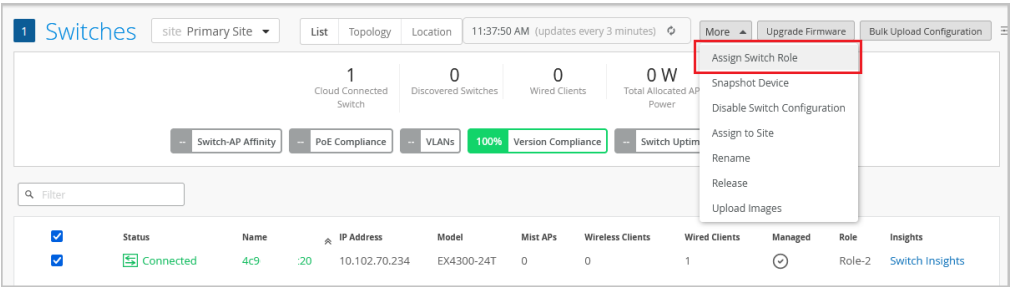 1 Switches site Primary Site List Topology Location 11:37:50 AM (updates every 3 minutes) More Upgrade Firmware Bulk Upload Configuration
Assign Switch Role
Snapshot Device
Disable Switch Configuration
Assign to Site
Rename
Release
Upload Images
1 0 0 0 W
Cloud Connected Discovered Switches Wired Clients Total Allocated AP
Switch Power
-- Switch-AP Affinity -- PoE Compliance -- VLANs 100% Version Compliance -- Switch Uptim
Filter
Status Name IP Address Model Mist APs Wireless Clients Wired Clients Managed Role Insights
Connected 4c9 :20 10.102.70.234 EX4300-24T 0 0 1 Role-2 Switch Insights